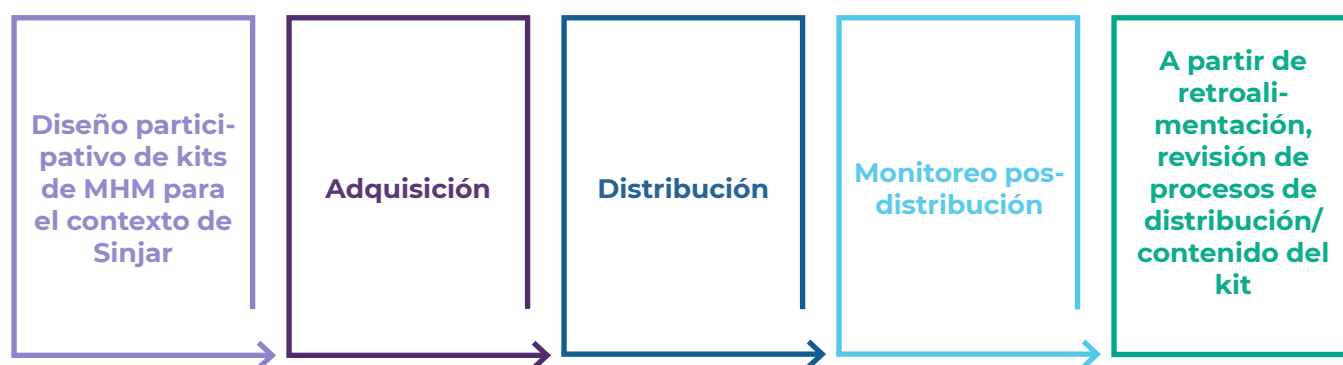 Diseño partici-
pativo de kits
de MHM para
el contexto de
Sinjar
Adquisición
Distribución
Monitoreo pos-
distribución
A partir de
retroali-
mentación,
revisión de
procesos de
distribución/
contenido del
kit